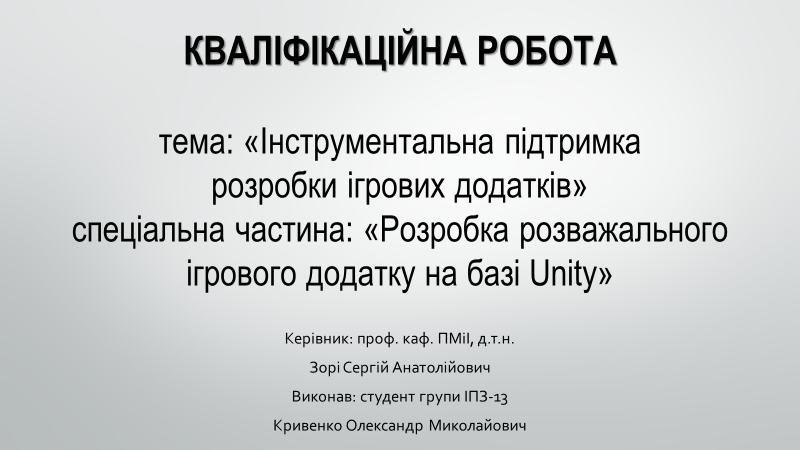 КВАЛІФІКАЦІЙНА РОБОТА
тема: «Інструментальна підтримка
розробки ігрових додатків»
спеціальна частина: «Розробка розважального
ігрового додатку на базі Unity»
Керівник: проф. каф. ПМіІ, д.т.н.
Зорі Сергій Анатолійович
Виконав: студент групи ІПЗ-13
Кривенко Олександр Миколайович